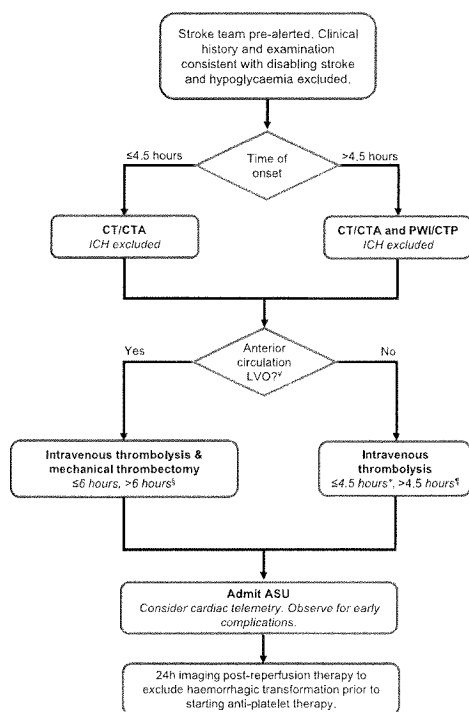 Stroke team pre-alerted. Clinical
history and examination
consistent with disabling stroke
and hypoglycaemia excluded.
≤4.5 hours
Time of
onset
>4.5 hours
CT/CTA
ICH excluded
CT/CTA and PWI/CTP
ICH excluded
Yes
Anterior
circulation
LVO?¥
No
Intravenous thrombolysis &
mechanical thrombectomy
≤6 hours, >6 hours§
Intravenous
thrombolysis
≤4.5 hours*, >4.5 hours¶
Admit ASU
Consider cardiac telemetry. Observe for early
complications.
24h imaging post-reperfusion therapy to
exclude haemorrhagic transformation prior to
starting anti-platelet therapy.